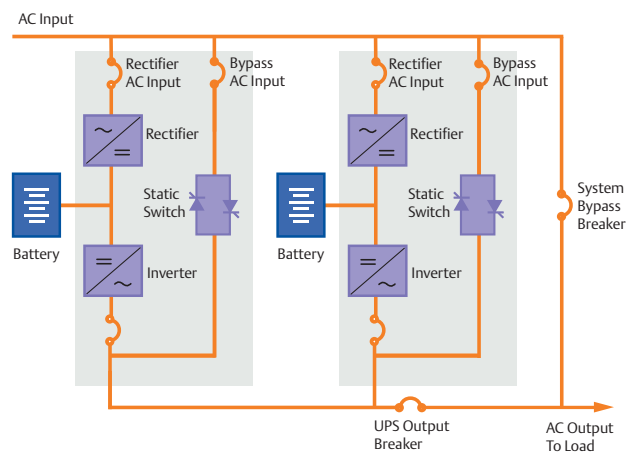 AC Input
Rectifier
AC Input
Bypass
AC Input
Rectifier
AC Input
Bypass
AC Input
Rectifier
Rectifier
Static
Switch
Static
Switch
System
Bypass
Breaker
Battery
Inverter
Battery
Inverter
UPS Output
Breaker
AC Output
To Load